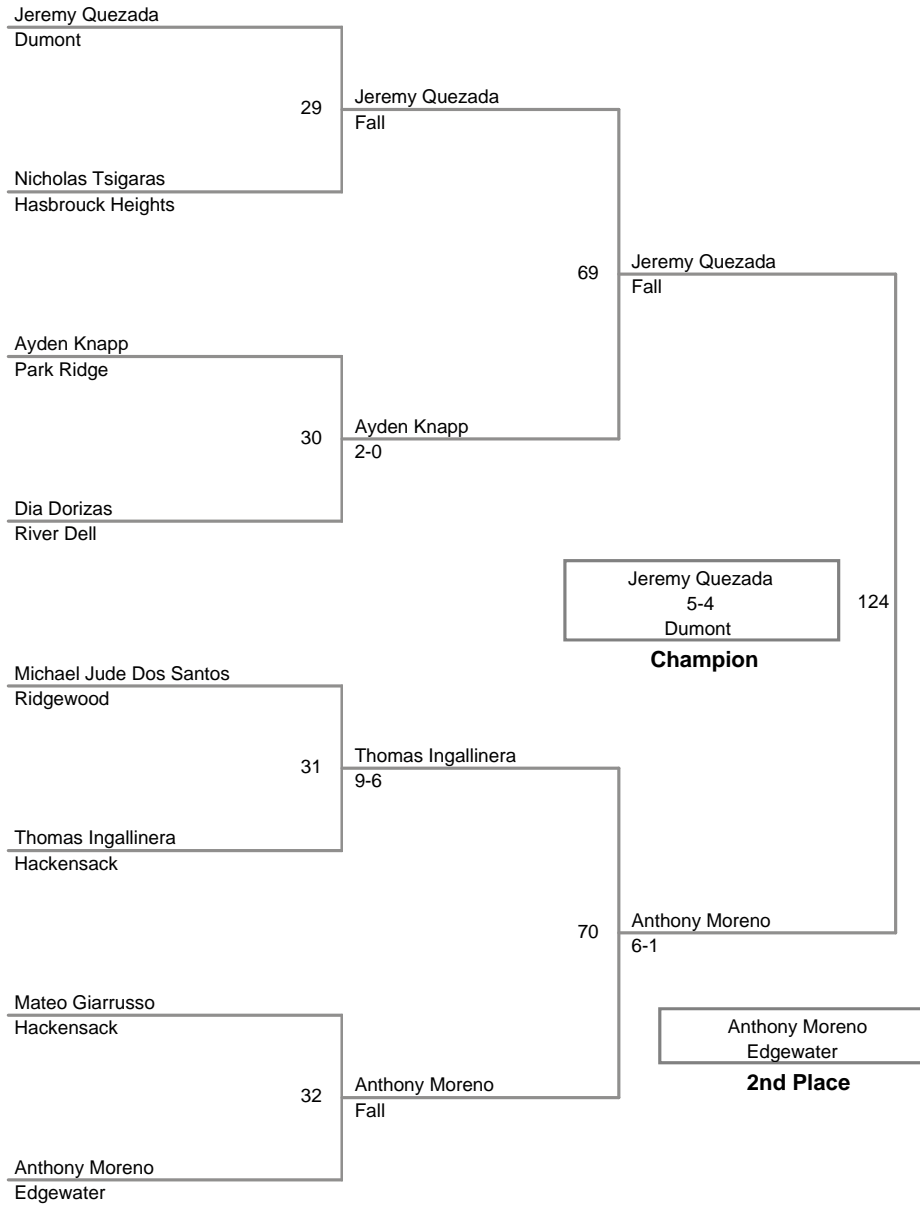 Jeremy Quezada
Dumont
29
Jeremy Quezada
Fall
Nicholas Tsigaras
Hasbrouck Heights
69
Jeremy Quezada
Fall
Ayden Knapp
Park Ridge
30
Ayden Knapp
2-0
Dia Dorizas
River Dell
Jeremy Quezada
5-4
Dumont
124
Champion
Michael Jude Dos Santos
Ridgewood
31
Thomas Ingallinera
9-6
Thomas Ingallinera
Hackensack
70
Anthony Moreno
6-1
Mateo Giarrusso
Hackensack
Anthony Moreno
Edgewater
2nd Place
32
Anthony Moreno
Fall
Anthony Moreno
Edgewater